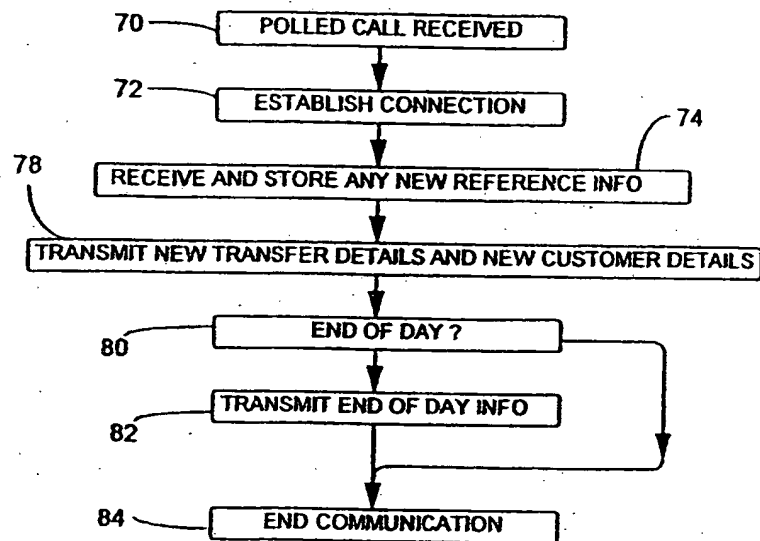 70
POLLED CALL RECEIVED
72
ESTABLISH CONNECTION
74
RECEIVE AND STORE ANY NEW REFERENCE INFO
78
TRANSMIT NEW TRANSFER DETAILS AND NEW CUSTOMER DETAILS
80
END OF DAY ?
82
TRANSMIT END OF DAY INFO
84
END COMMUNICATION